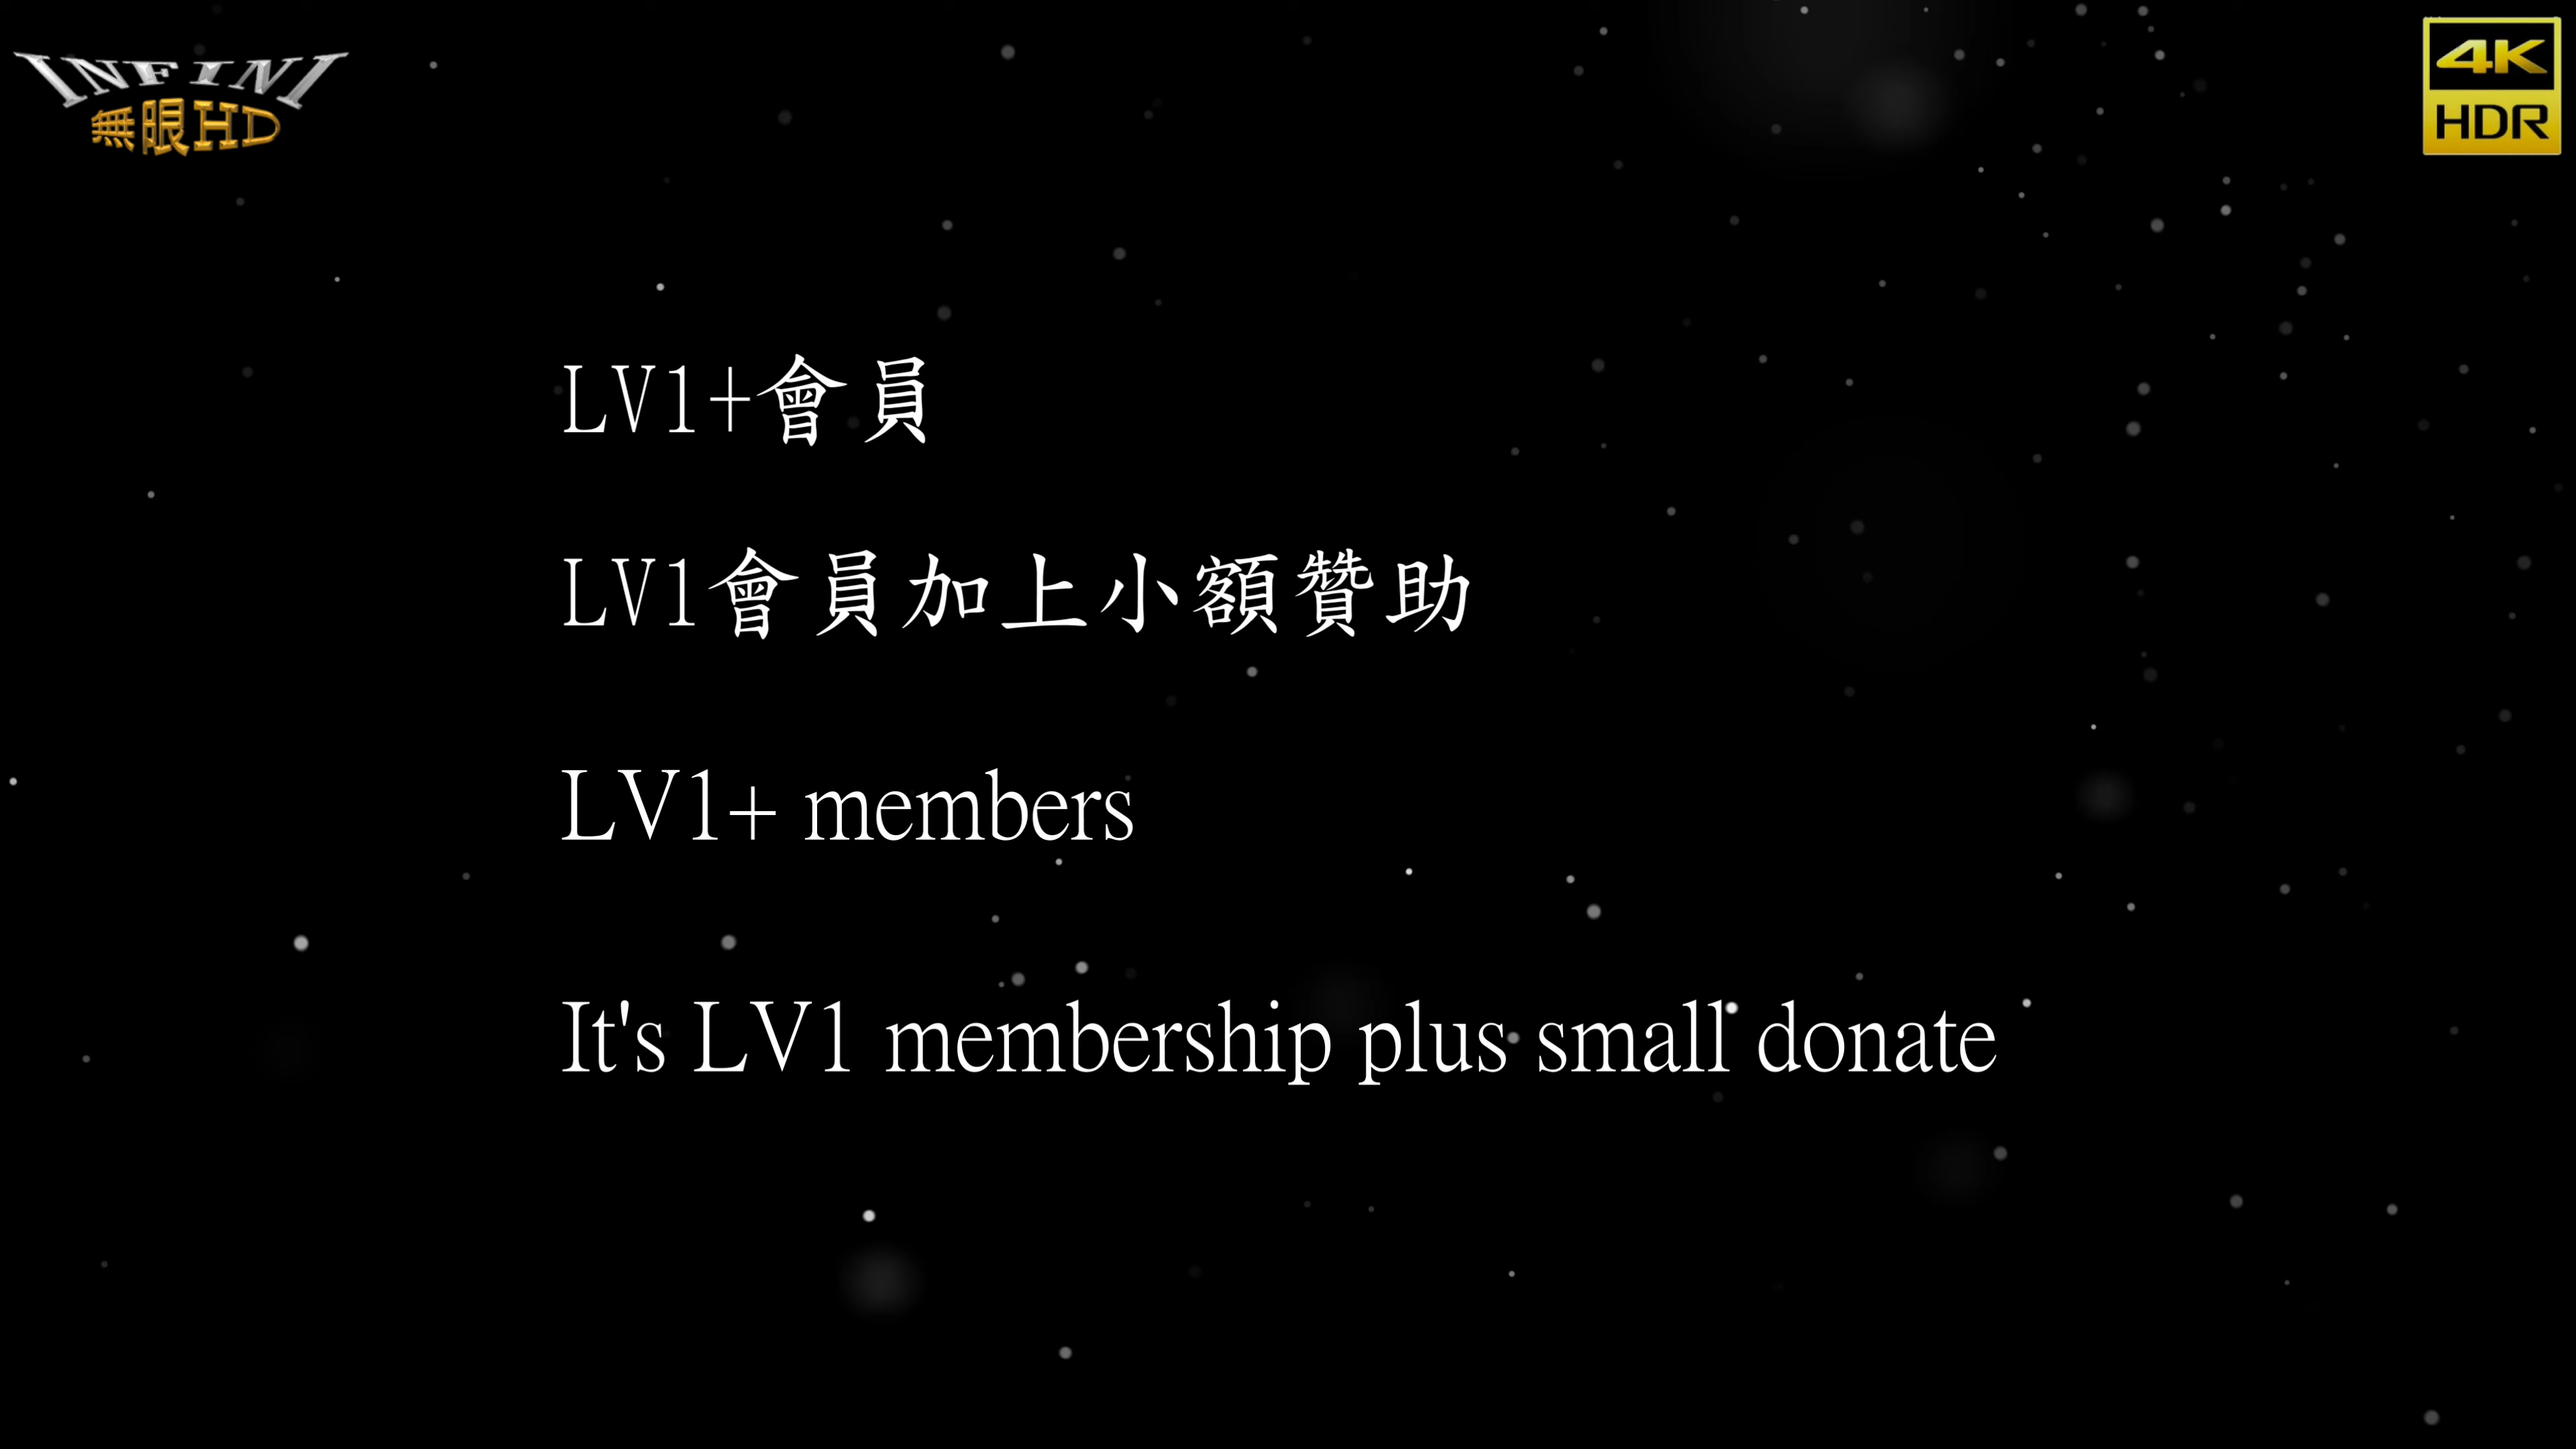 INFINI
無限HD
4K
HDR
LV1+會員
LV1會員加上小額贊助
LV1+ members
It's LV1 membership plus small donate